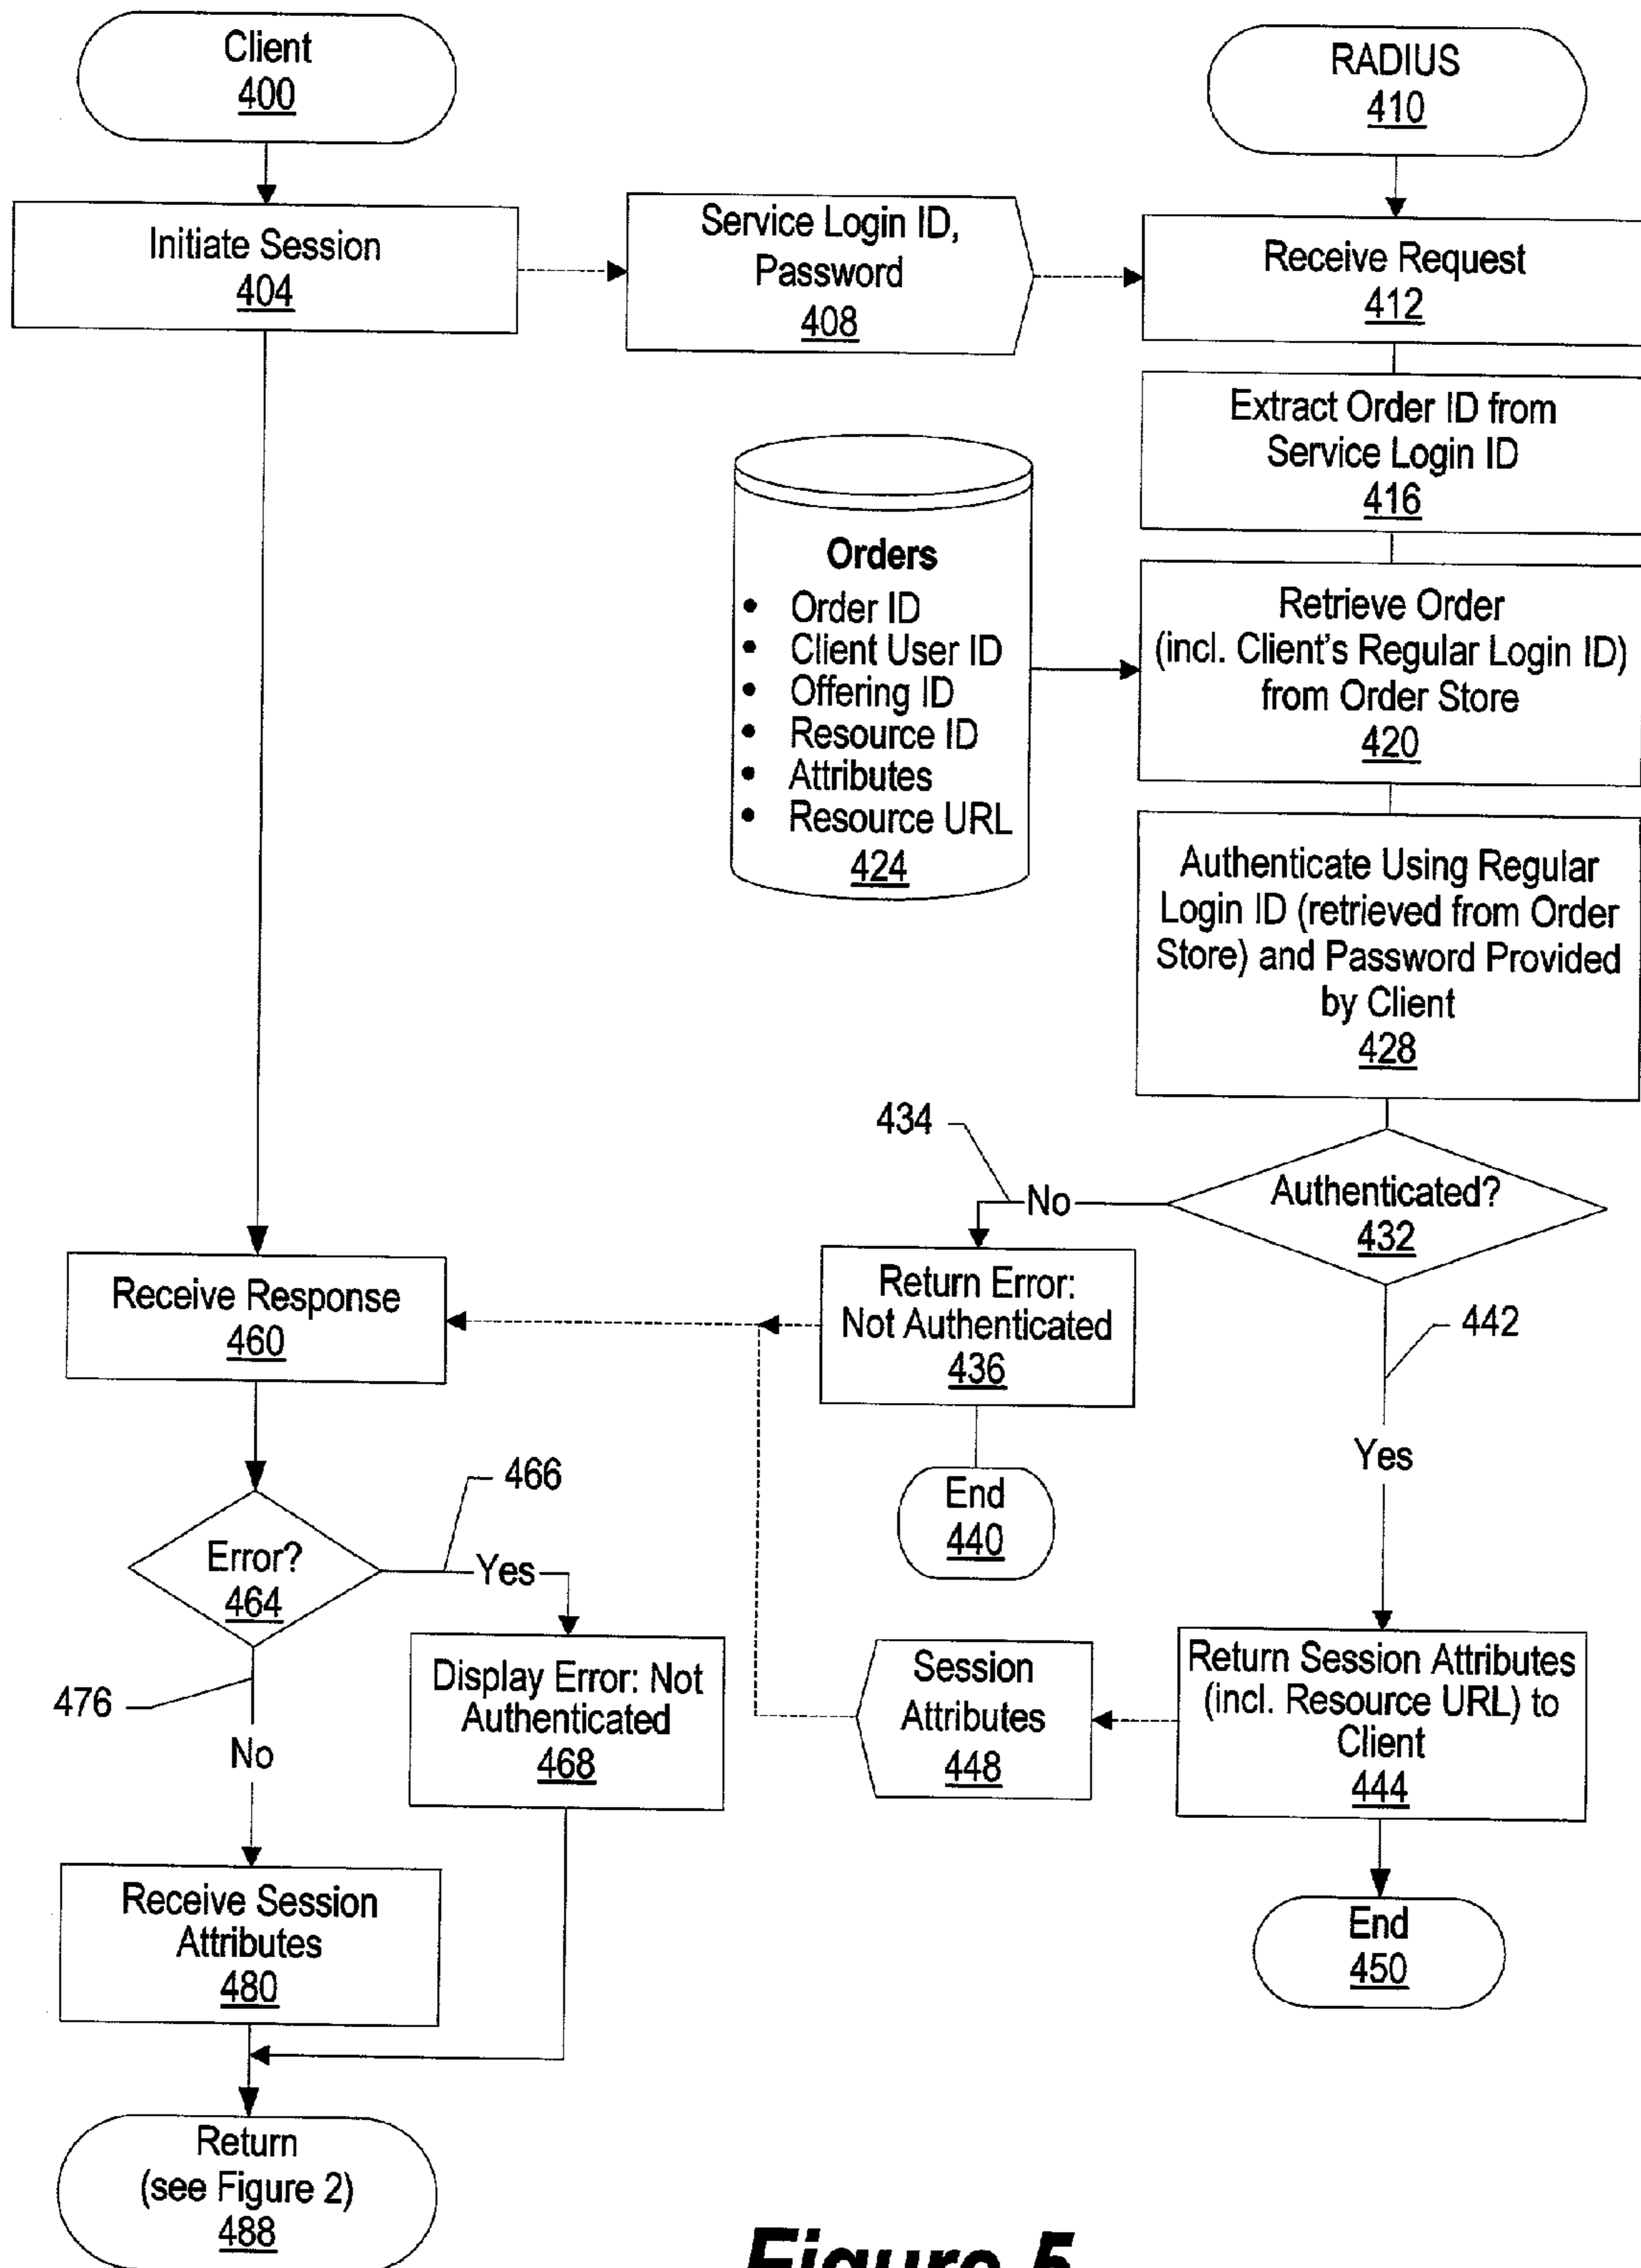 Client
400
RADIUS
410
Initiate Session
404
Service Login ID,
Password
408
Receive Request
412
Extract Order ID from
Service Login ID
416
Orders
• Order ID
• Client User ID
• Offering ID
• Resource ID
• Attributes
• Resource URL
424
Retrieve Order
(incl. Client's Regular Login ID)
from Order Store
420
Authenticate Using Regular
Login ID (retrieved from Order
Store) and Password Provided
by Client
428
434
No
Authenticated?
432
Receive Response
460
Return Error:
Not Authenticated
436
442
Yes
End
440
466
Error?
464
Yes
476
No
Display Error: Not
Authenticated
468
Session
Attributes
448
Return Session Attributes
(incl. Resource URL) to
Client
444
Receive Session
Attributes
480
End
450
Return
(see Figure 2)
488
Figure 5